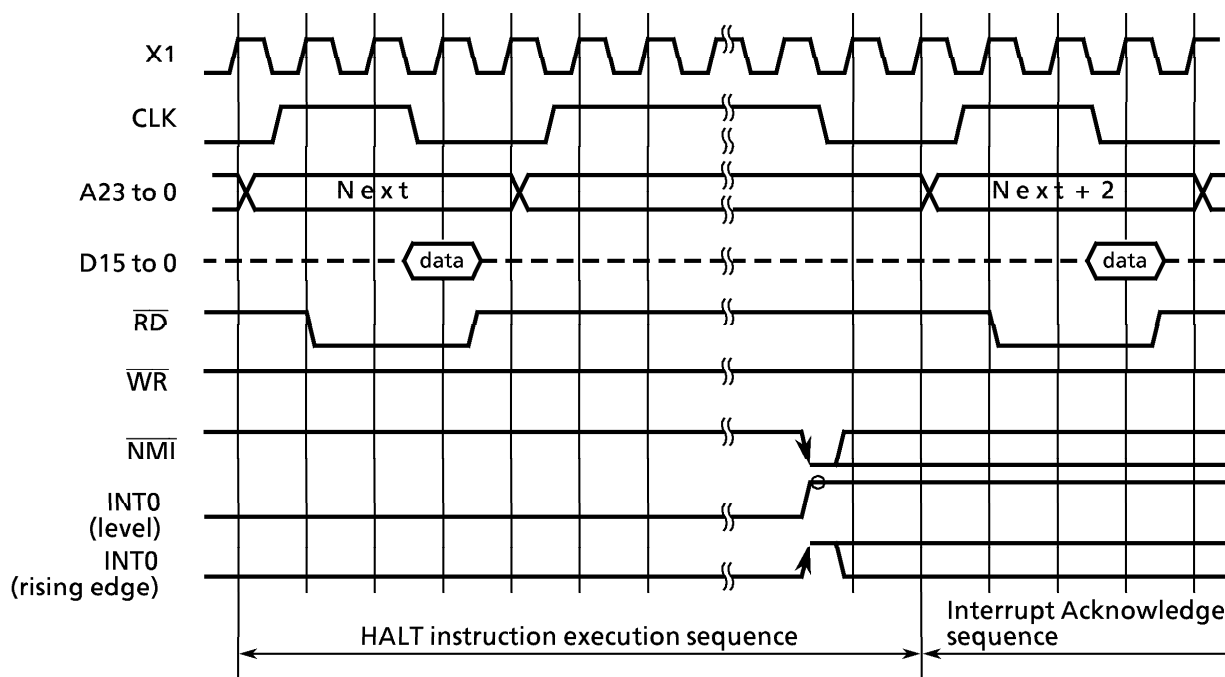 X1
CLK
A23 to 0
Next
Next + 2
D15 to 0
data
data
RD
WR
NMI
INT0
(level)
INT0
(rising edge)
HALT instruction execution sequence
Interrupt Acknowledge
sequence